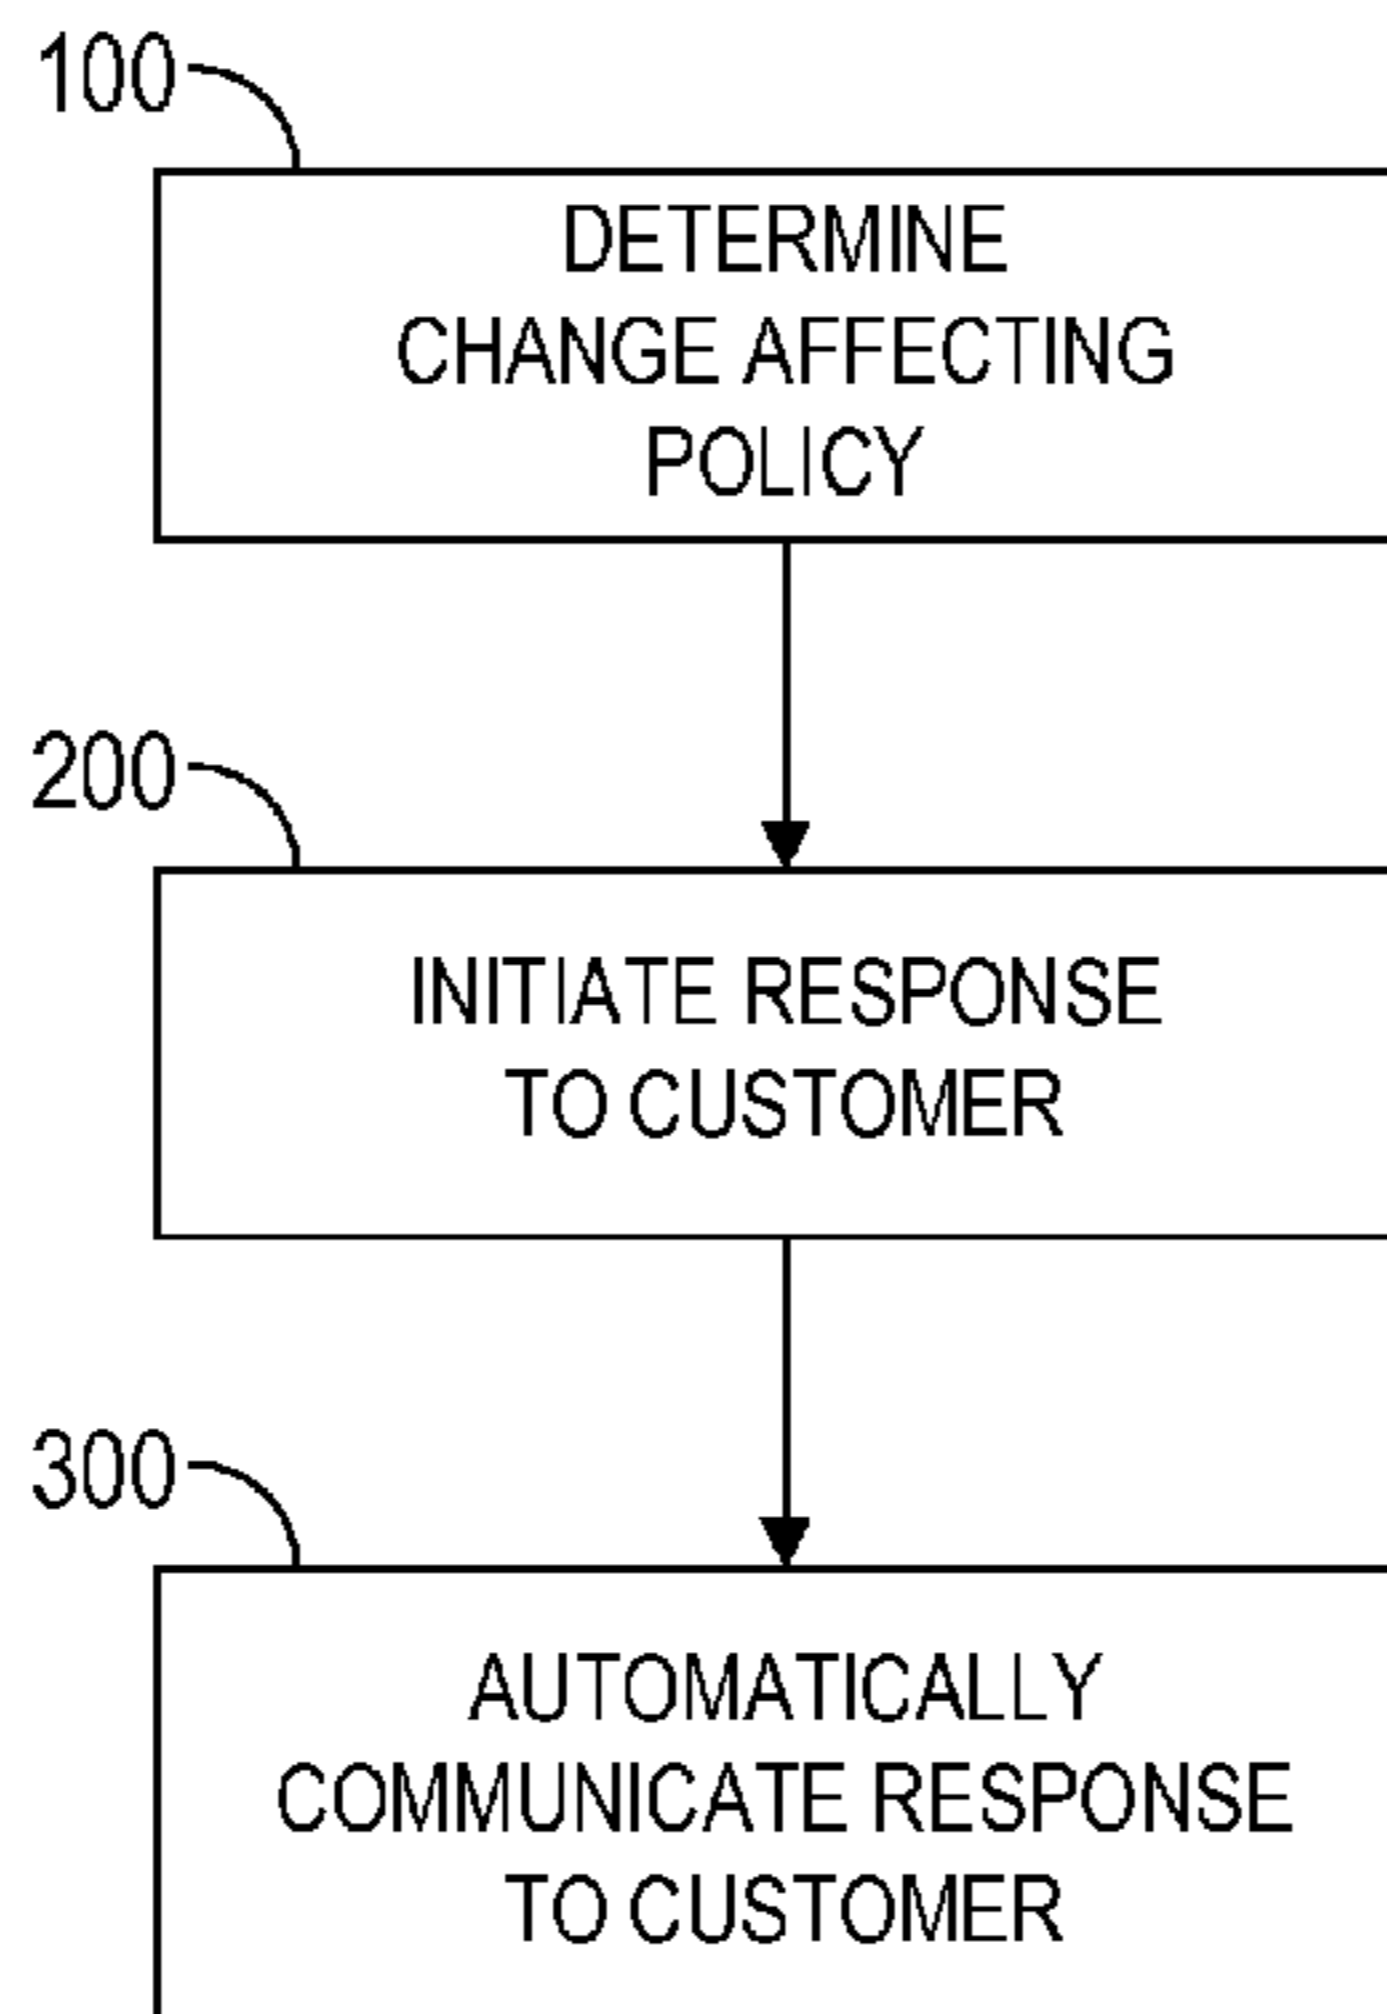 100
DETERMINE
CHANGE AFFECTING
POLICY
200
INITIATE RESPONSE
TO CUSTOMER
300
AUTOMATICALLY
COMMUNICATE RESPONSE
TO CUSTOMER